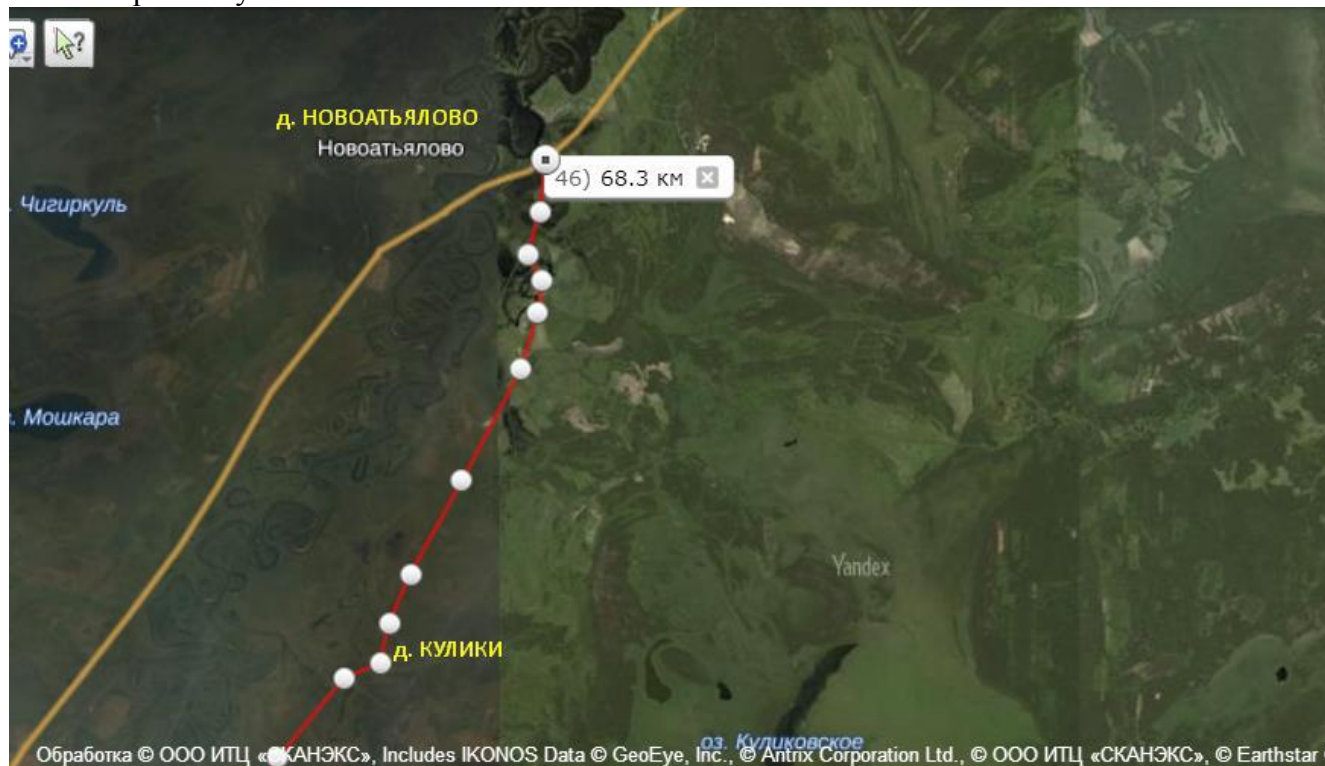 д. НОВОАТЬЯЛОВО
Новоатьялово
46) 68.3 км
Чигиркуль
Мошкара
Yandex
д. КУЛИКИ
оз. Куликовское
Обработка © ООО ИТЦ «СКАНЭКС», Includes IKONOS Data © GeoEye, Inc., © Antrix Corporation Ltd., © ООО ИТЦ «СКАНЭКС», © Earthstar